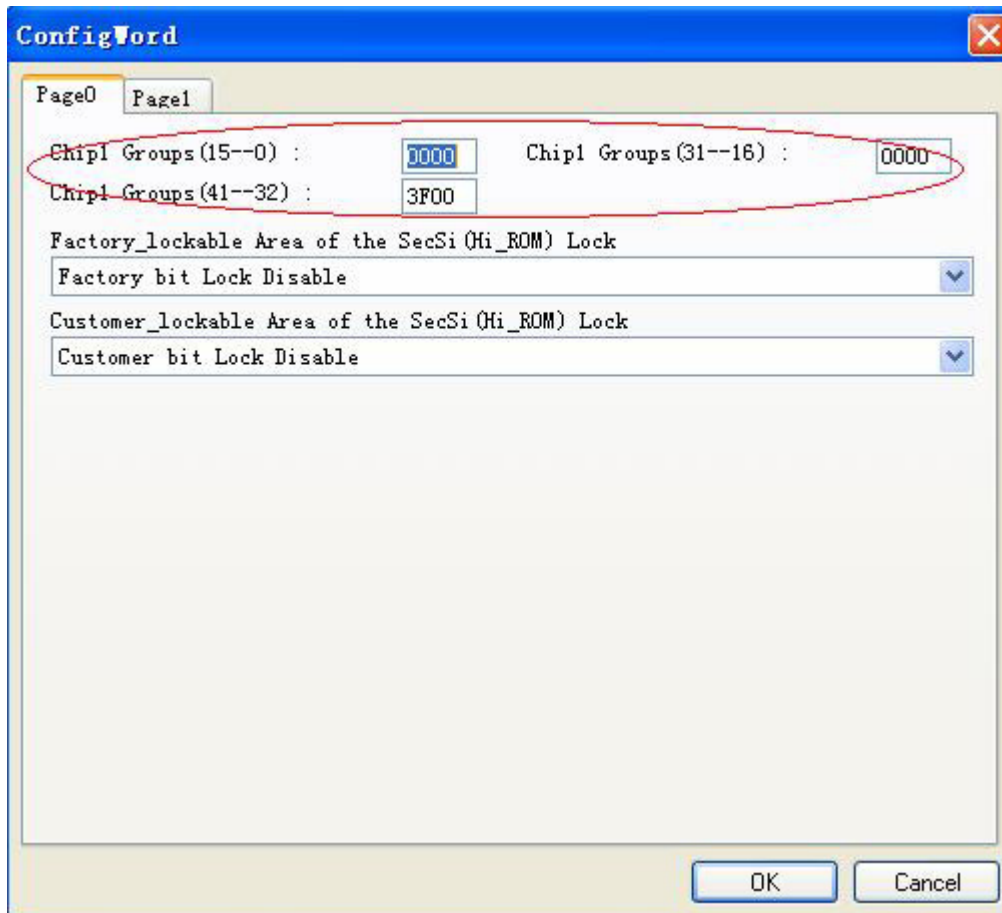 ConfigWord
Page0 Page1
Chip1 Groups(15--0) : 0000 Chip1 Groups(31--16) : 0000
Chip1 Groups(41--32) : 3F00
Factory_lockable Area of the SecSi(Hi_ROM) Lock
Factory bit Lock Disable
Customer_lockable Area of the SecSi(Hi_ROM) Lock
Customer bit Lock Disable
OK Cancel